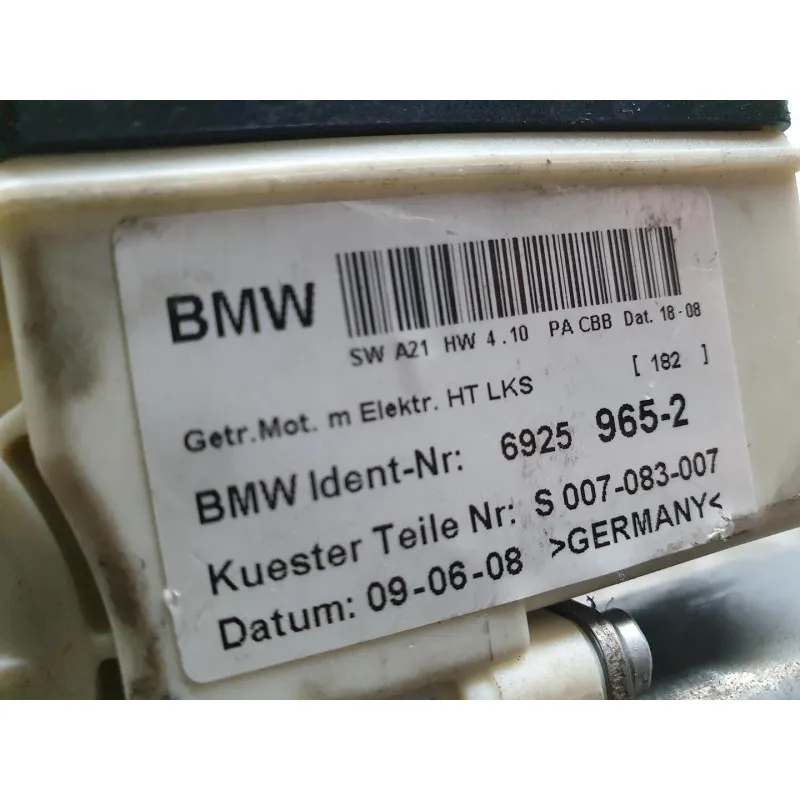 BMW
SW A21 HW 4.10 PA CBB Dat. 18-08
[ 182 ]
Getr.Mot. m Elektr. HT LKS
BMW Ident-Nr: 6925 965-2
Kuester Teile Nr: S 007-083-007
Datum: 09-06-08 >GERMANY<